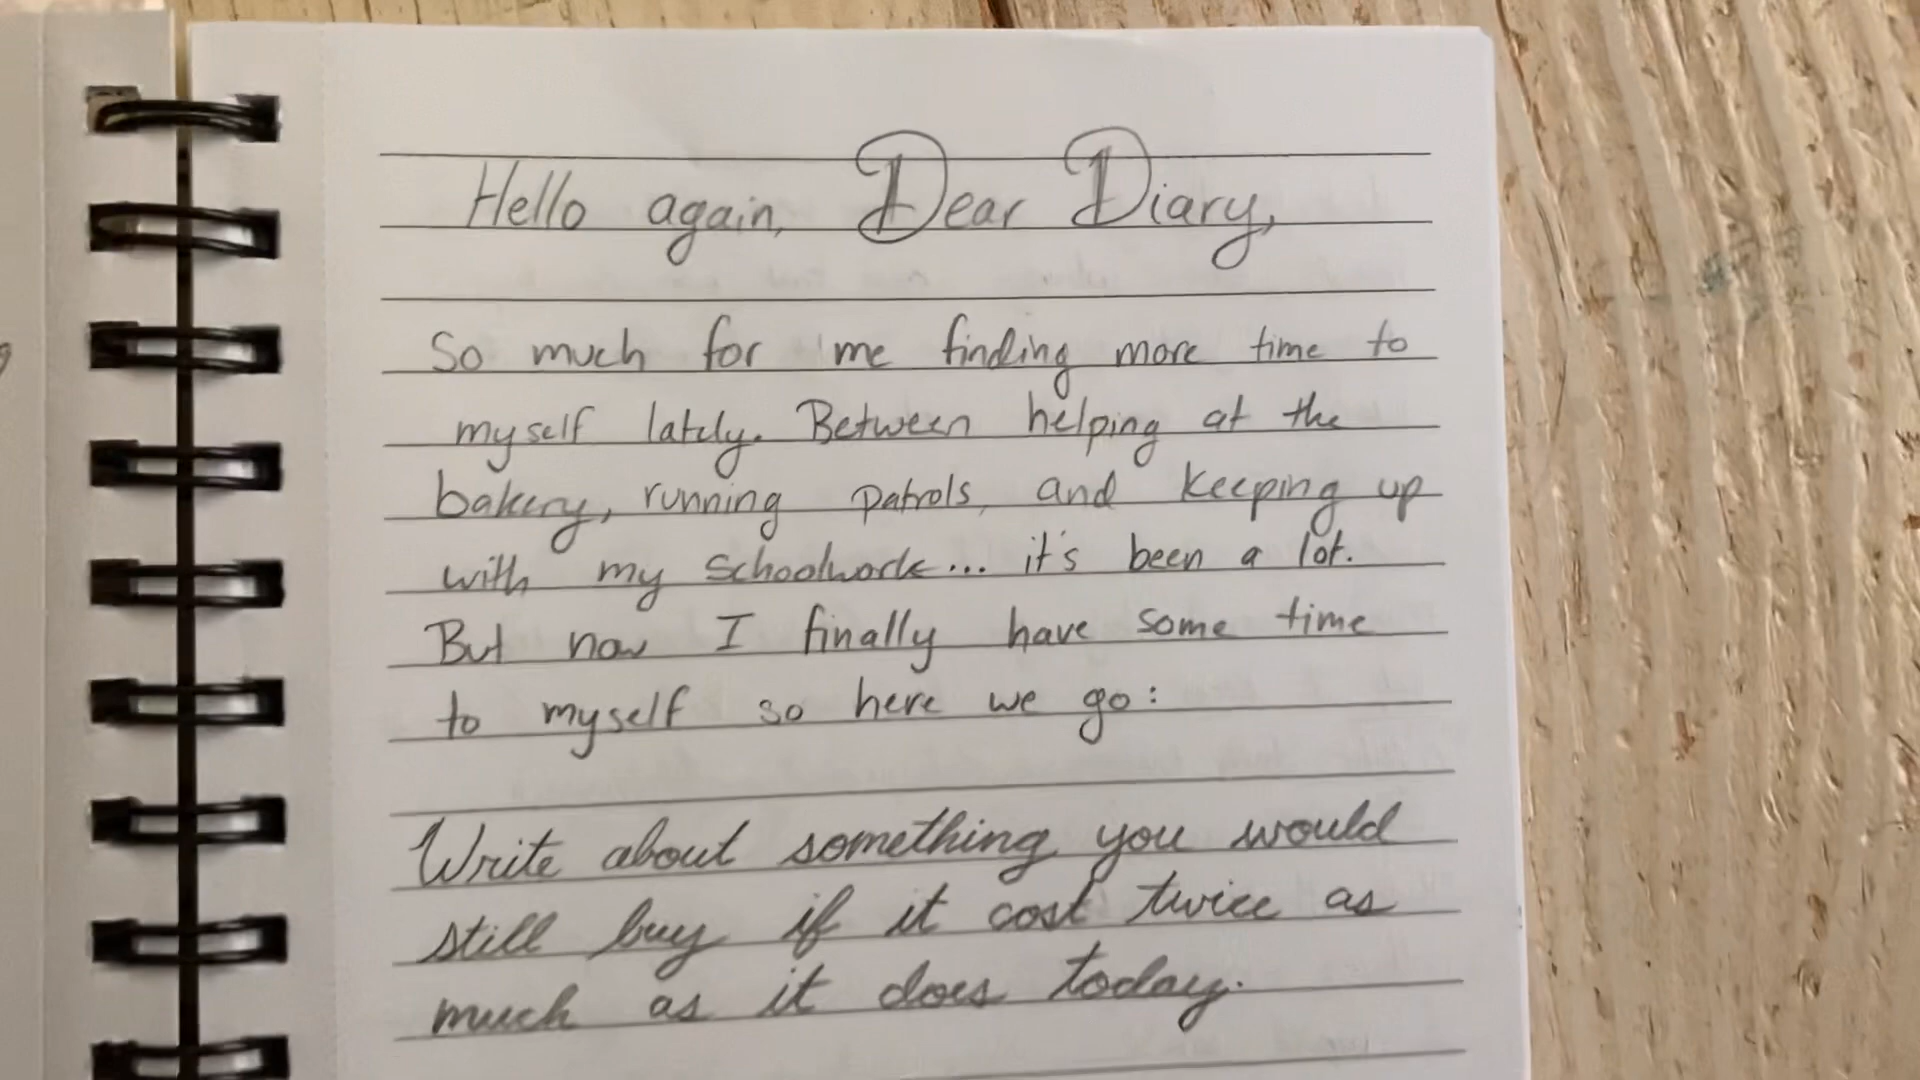 Hello again, Dear Diary,
So much for me finding more time to
myself lately. Between helping at the
bakery, running patrols, and keeping up
with my schoolwork... it's been a lot.
But now I finally have some time
to myself so here we go:
Write about something you would
still buy if it cost twice as
much as it does today.